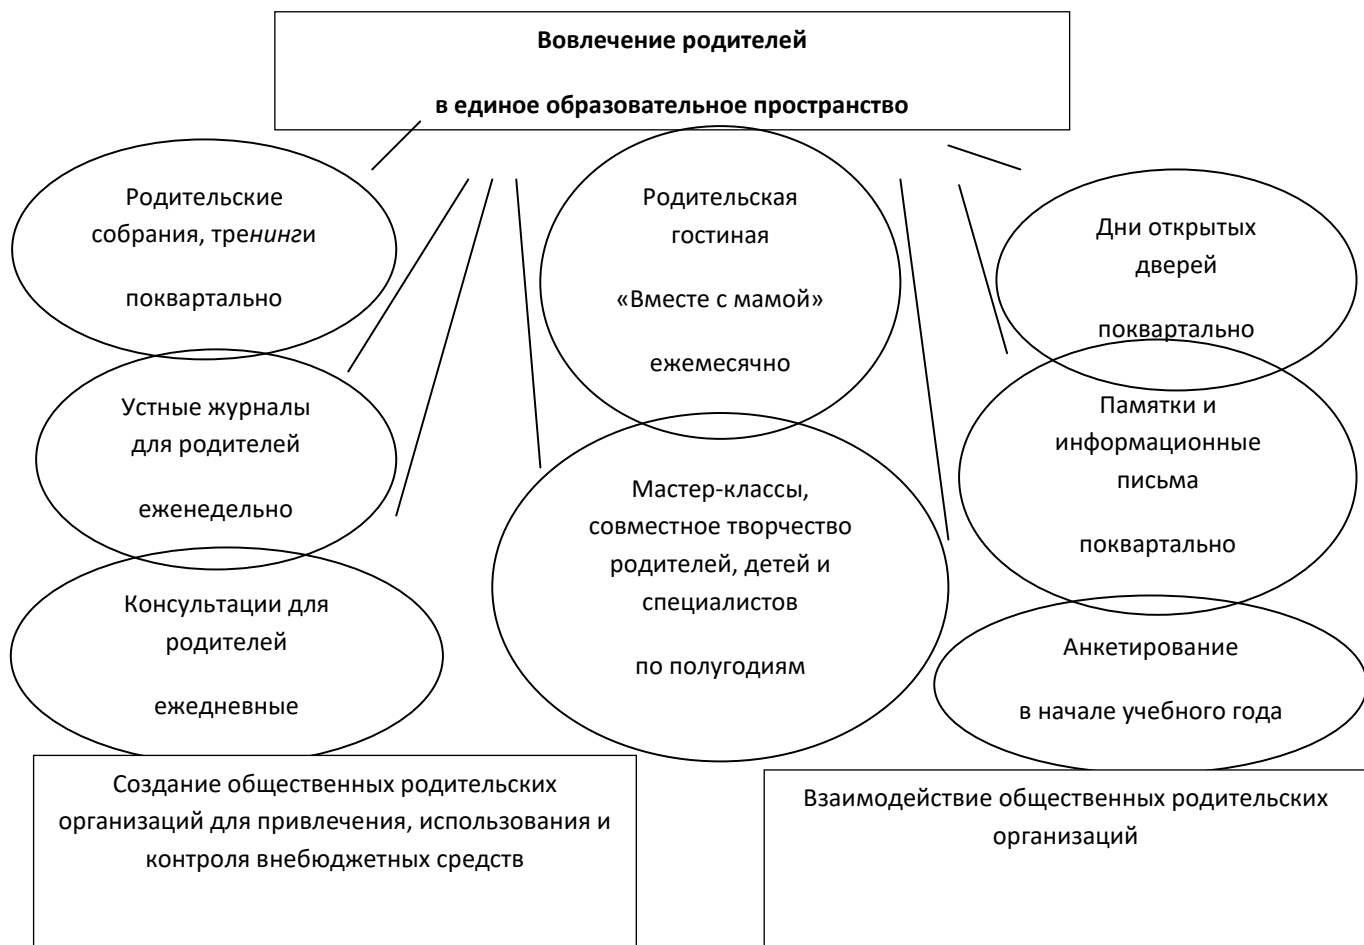 Вовлечение родителей
в единое образовательное пространство
Родительские
собрания, тренинги
поквартально
Устные журналы
для родителей
еженедельно
Консультации для
родителей
ежедневные
Родительская
гостиная
«Вместе с мамой»
ежемесячно
Мастер-классы,
совместное творчество
родителей, детей и
специалистов
по полугодиям
Дни открытых
дверей
поквартально
Памятки и
информационные
письма
поквартально
Анкетирование
в начале учебного года
Создание общественных родительских
организаций для привлечения, использования и
контроля внебюджетных средств
Взаимодействие общественных родительских
организаций